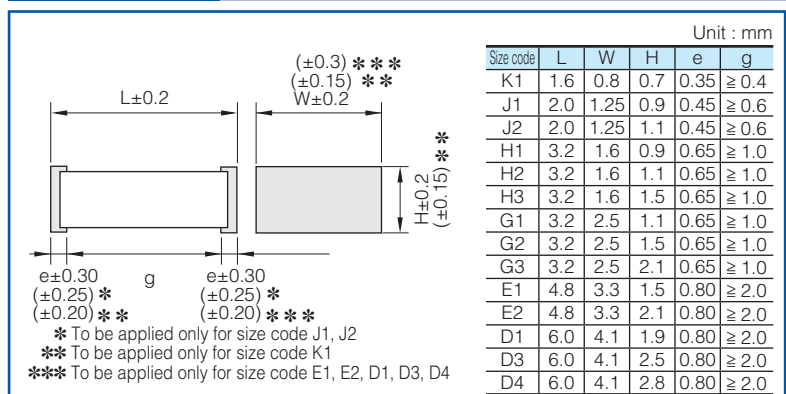 Unit : mm
(±0.3) ***
(±0.15) **
L±0.2
W±0.2
H±0.2
(±0.15) **
e±0.30
g
e±0.30
(±0.25) *
(±0.25) *
(±0.20) **
(±0.20) ***
* To be applied only for size code J1, J2
** To be applied only for size code K1
*** To be applied only for size code E1, E2, D1, D3, D4
Size code L W H e g
K1 1.6 0.8 0.7 0.35 ≧ 0.4
J1 2.0 1.25 0.9 0.45 ≧ 0.6
J2 2.0 1.25 1.1 0.45 ≧ 0.6
H1 3.2 1.6 0.9 0.65 ≧ 1.0
H2 3.2 1.6 1.1 0.65 ≧ 1.0
H3 3.2 1.6 1.5 0.65 ≧ 1.0
G1 3.2 2.5 1.1 0.65 ≧ 1.0
G2 3.2 2.5 1.5 0.65 ≧ 1.0
G3 3.2 2.5 2.1 0.65 ≧ 1.0
E1 4.8 3.3 1.5 0.80 ≧ 2.0
E2 4.8 3.3 2.1 0.80 ≧ 2.0
D1 6.0 4.1 1.9 0.80 ≧ 2.0
D3 6.0 4.1 2.5 0.80 ≧ 2.0
D4 6.0 4.1 2.8 0.80 ≧ 2.0